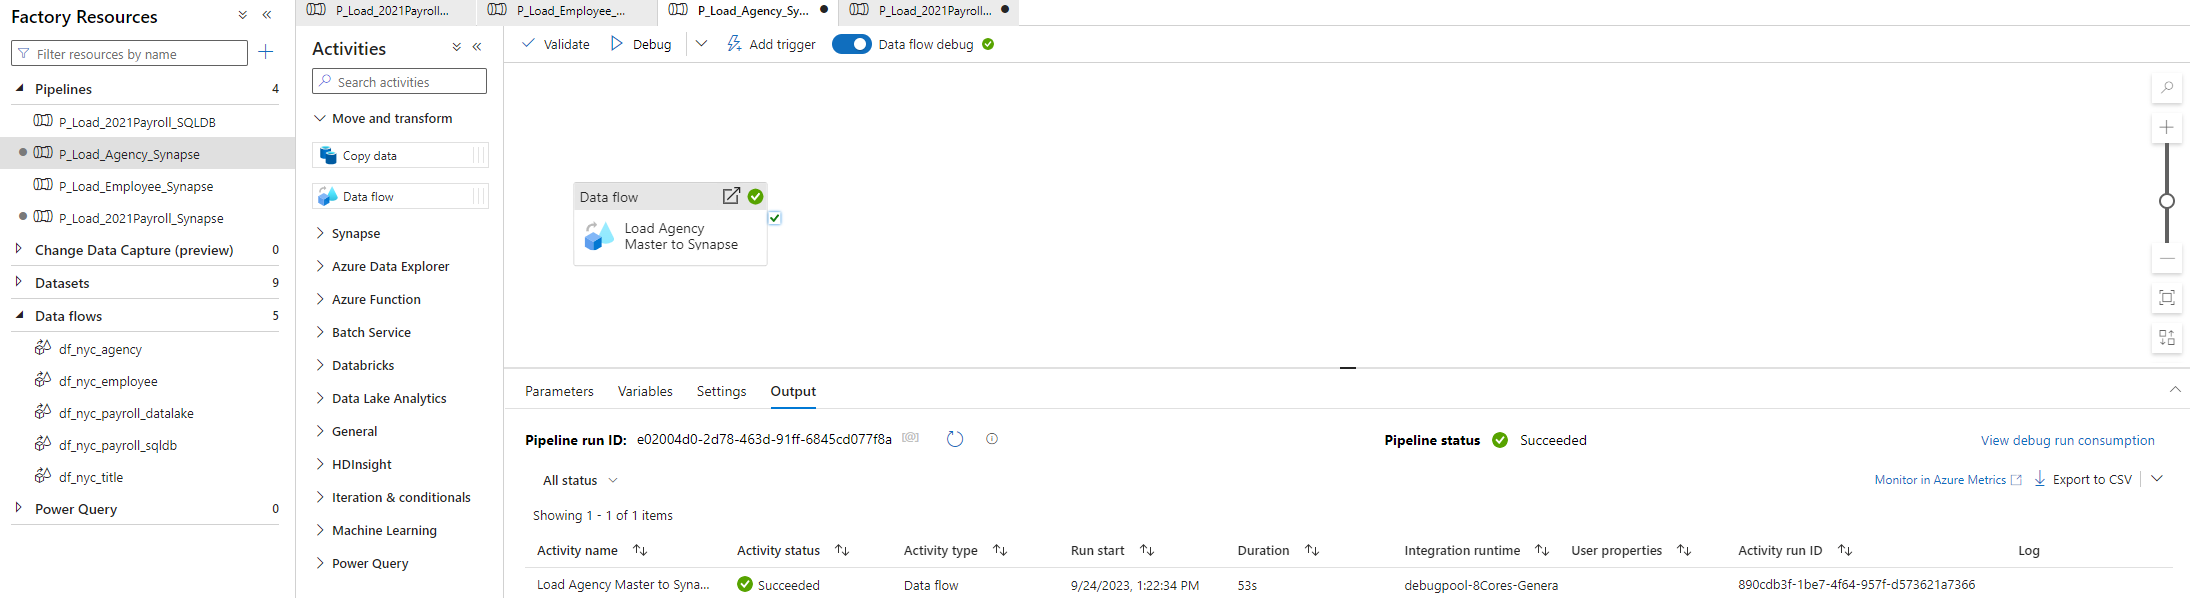 Factory Resources
Filter resources by name
Pipelines 4
P_Load_2021Payroll_SQLDB
P_Load_Agency_Synapse
P_Load_Employee_Synapse
P_Load_2021Payroll_Synapse
Change Data Capture (preview) 0
Datasets 9
Data flows 5
df_nyc_agency
df_nyc_employee
df_nyc_payroll_datalake
df_nyc_payroll_sqldb
df_nyc_title
Power Query 0
P_Load_2021Payroll... P_Load_Employee_... P_Load_Agency_Sy... P_Load_2021Payroll...
Activities
Search activities
Move and transform
Copy data
Data flow
Synapse
Azure Data Explorer
Azure Function
Batch Service
Databricks
Data Lake Analytics
General
HDInsight
Iteration & conditionals
Machine Learning
Power Query
Validate Debug Add trigger Data flow debug
Data flow
Load Agency
Master to Synapse
Parameters Variables Settings Output
Pipeline run ID: e02004d0-2d78-463d-91ff-6845cd077f8a [@] Pipeline status Succeeded View debug run consumption
All status Monitor in Azure Metrics Export to CSV
Showing 1 - 1 of 1 items
Activity name Activity status Activity type Run start Duration Integration runtime User properties Activity run ID Log
Load Agency Master to Syna... Succeeded Data flow 9/24/2023, 1:22:34 PM 53s debugpool-8Cores-Genera 890cdb3f-1be7-4f64-957f-d573621a7366